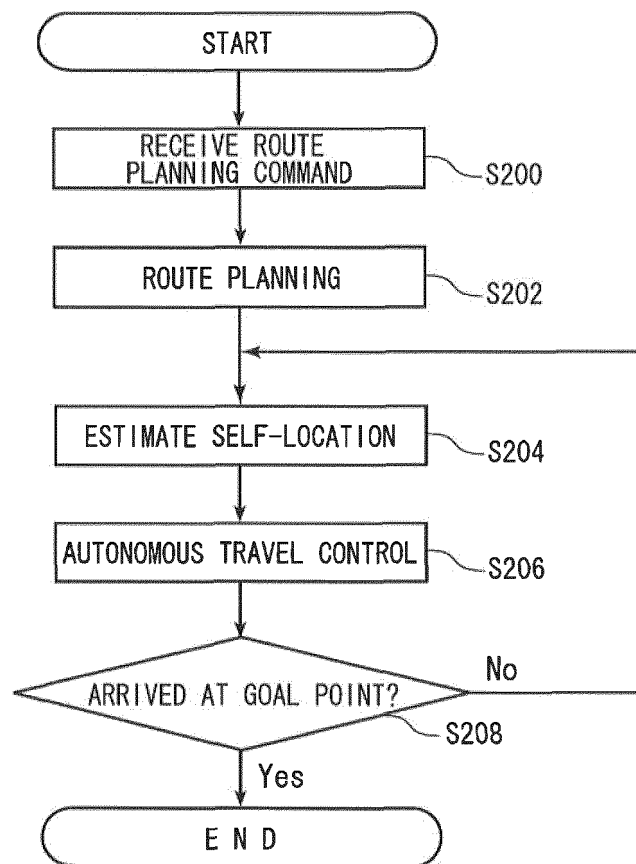 START
RECEIVE ROUTE
PLANNING COMMAND
S200
ROUTE PLANNING
S202
ESTIMATE SELF-LOCATION
S204
AUTONOMOUS TRAVEL CONTROL
S206
ARRIVED AT GOAL POINT?
No
S208
Yes
END